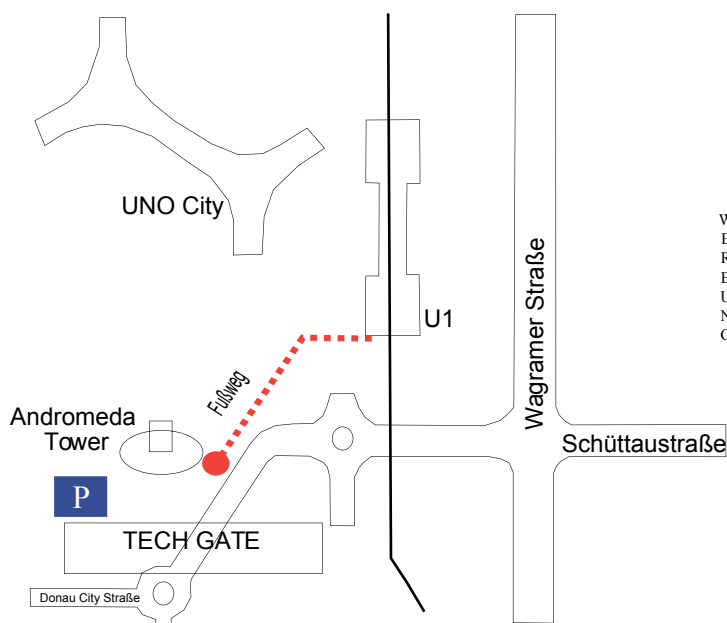 UNO City
U1
Wagramer Straße
Fußweg
Andromeda
Tower
Schüttaustraße
P
TECH GATE
Donau City Straße